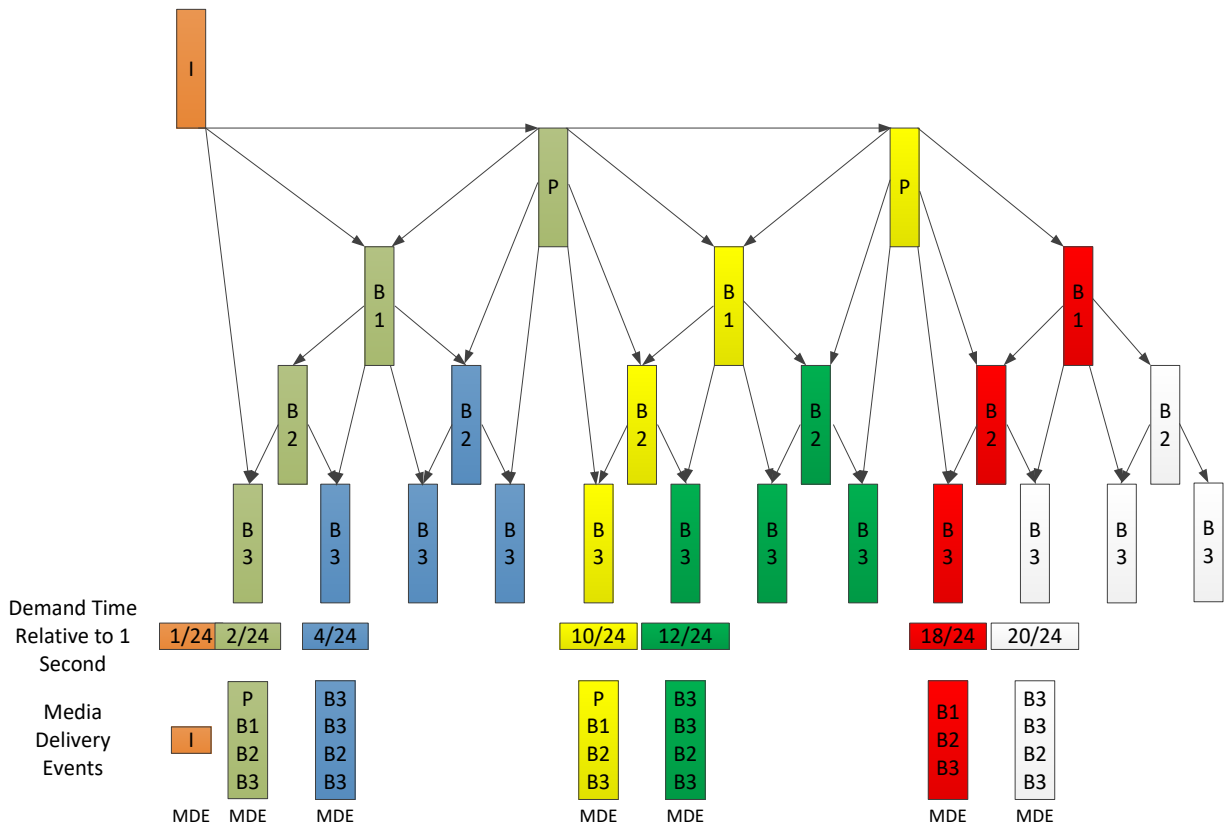 I
P
P
B
1
B
1
B
1
B
2
B
2
B
2
B
2
B
2
B
2
B
3
B
3
B
3
B
3
B
3
B
3
B
3
B
3
B
3
B
3
B
3
B
3
Demand Time
Relative to 1
Second
1/24 2/24 4/24 10/24 12/24 18/24 20/24
Media
Delivery
Events
I
P
B1
B2
B3
B3
B3
B2
B3
P
B1
B2
B3
B3
B3
B2
B3
B1
B2
B3
B3
B3
B2
B3
MDE MDE MDE MDE MDE MDE MDE